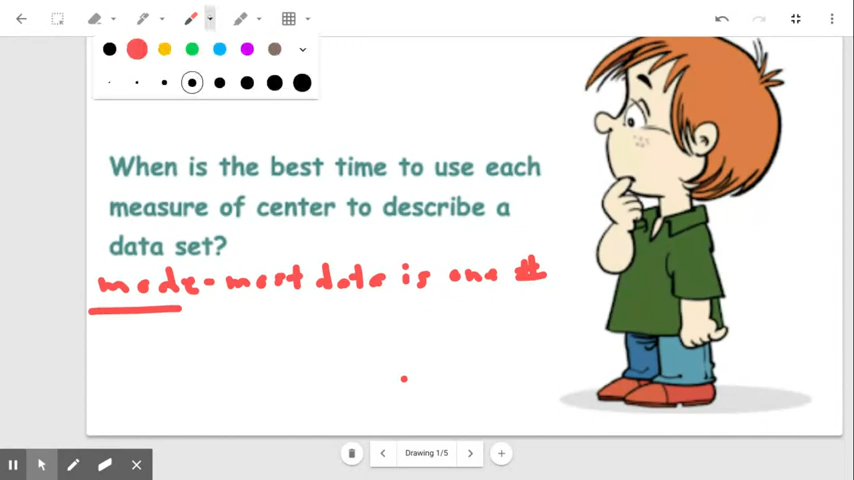 When is the best time to use each
measure of center to describe a
data set?
mode- most data is one #
Drawing 1/5